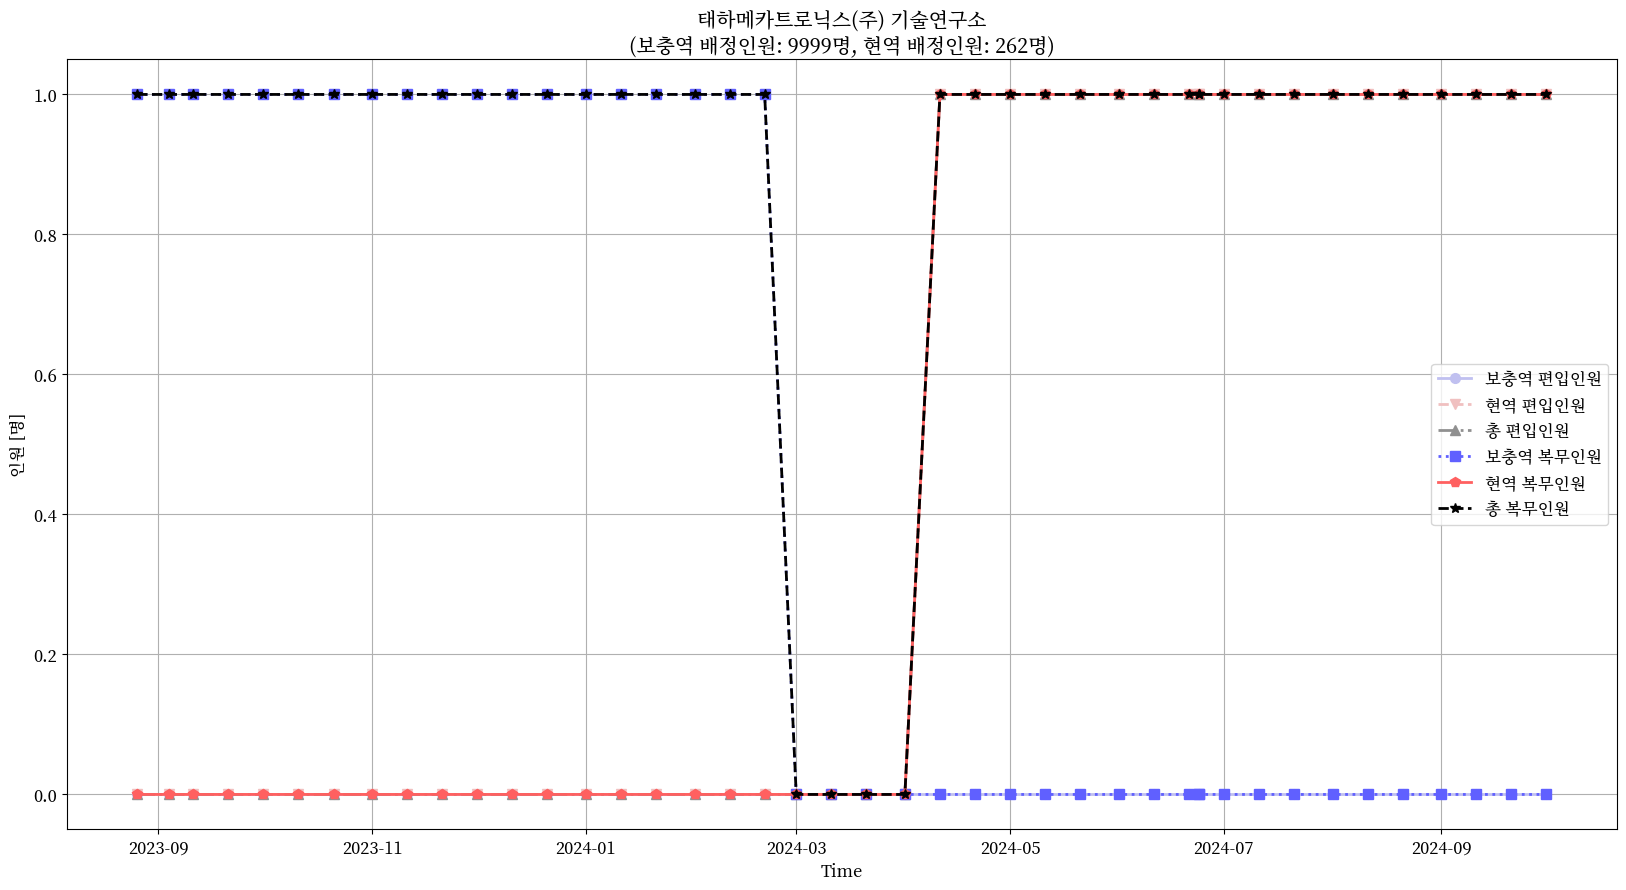 태하메카트로닉스(주) 기술연구소
(보충역 배정인원: 9999명, 현역 배정인원: 262명)
인원 [명]
1.0
0.8
0.6
0.4
0.2
0.0
보충역 편입인원
현역 편입인원
총 편입인원
보충역 복무인원
현역 복무인원
총 복무인원
2023-09
2023-11
2024-01
2024-03
2024-05
2024-07
2024-09
Time